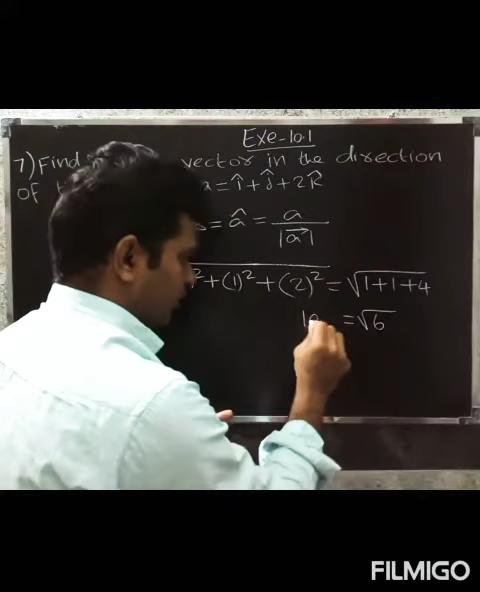 Exe-10.1
7) Find vector in the direction
of = î + ĵ + 2k̂
= â = a / |a⃗|
² + (1)² + (2)² = √1+1+4
= √6
FILMIGO